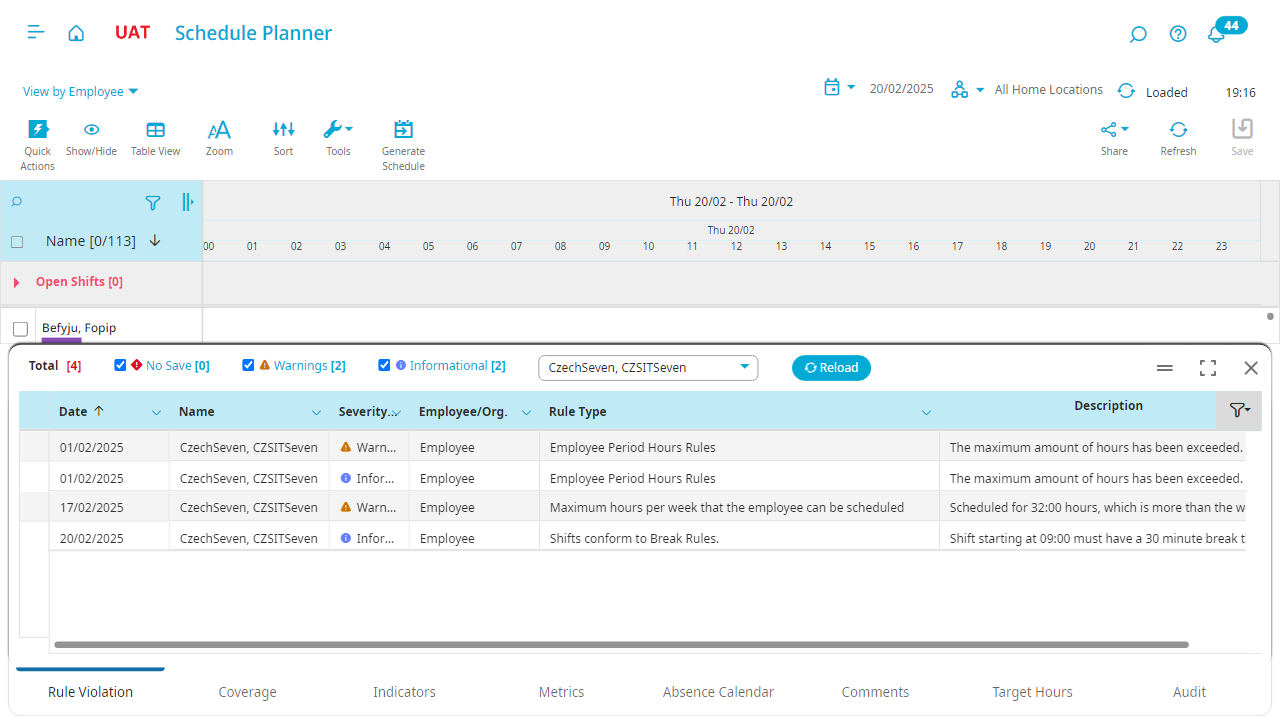 UAT Schedule Planner 44
View by Employee 20/02/2025 All Home Locations Loaded 19:16
Quick Actions Show/Hide Table View Zoom Sort Tools Generate Schedule Share Refresh Save
Thu 20/02 - Thu 20/02
Thu 20/02
Name [0/113] 00 01 02 03 04 05 06 07 08 09 10 11 12 13 14 15 16 17 18 19 20 21 22 23
Open Shifts [0]
Befyju, Fopip
Total [4] No Save [0] Warnings [2] Informational [2] CzechSeven, CZSITSeven Reload
Date Name Severity... Employee/Org. Rule Type Description
01/02/2025 CzechSeven, CZSITSeven Warn... Employee Employee Period Hours Rules The maximum amount of hours has been exceeded.
01/02/2025 CzechSeven, CZSITSeven Infor... Employee Employee Period Hours Rules The maximum amount of hours has been exceeded.
17/02/2025 CzechSeven, CZSITSeven Warn... Employee Maximum hours per week that the employee can be scheduled Scheduled for 32:00 hours, which is more than the w
20/02/2025 CzechSeven, CZSITSeven Infor... Employee Shifts conform to Break Rules. Shift starting at 09:00 must have a 30 minute break t
Rule Violation Coverage Indicators Metrics Absence Calendar Comments Target Hours Audit